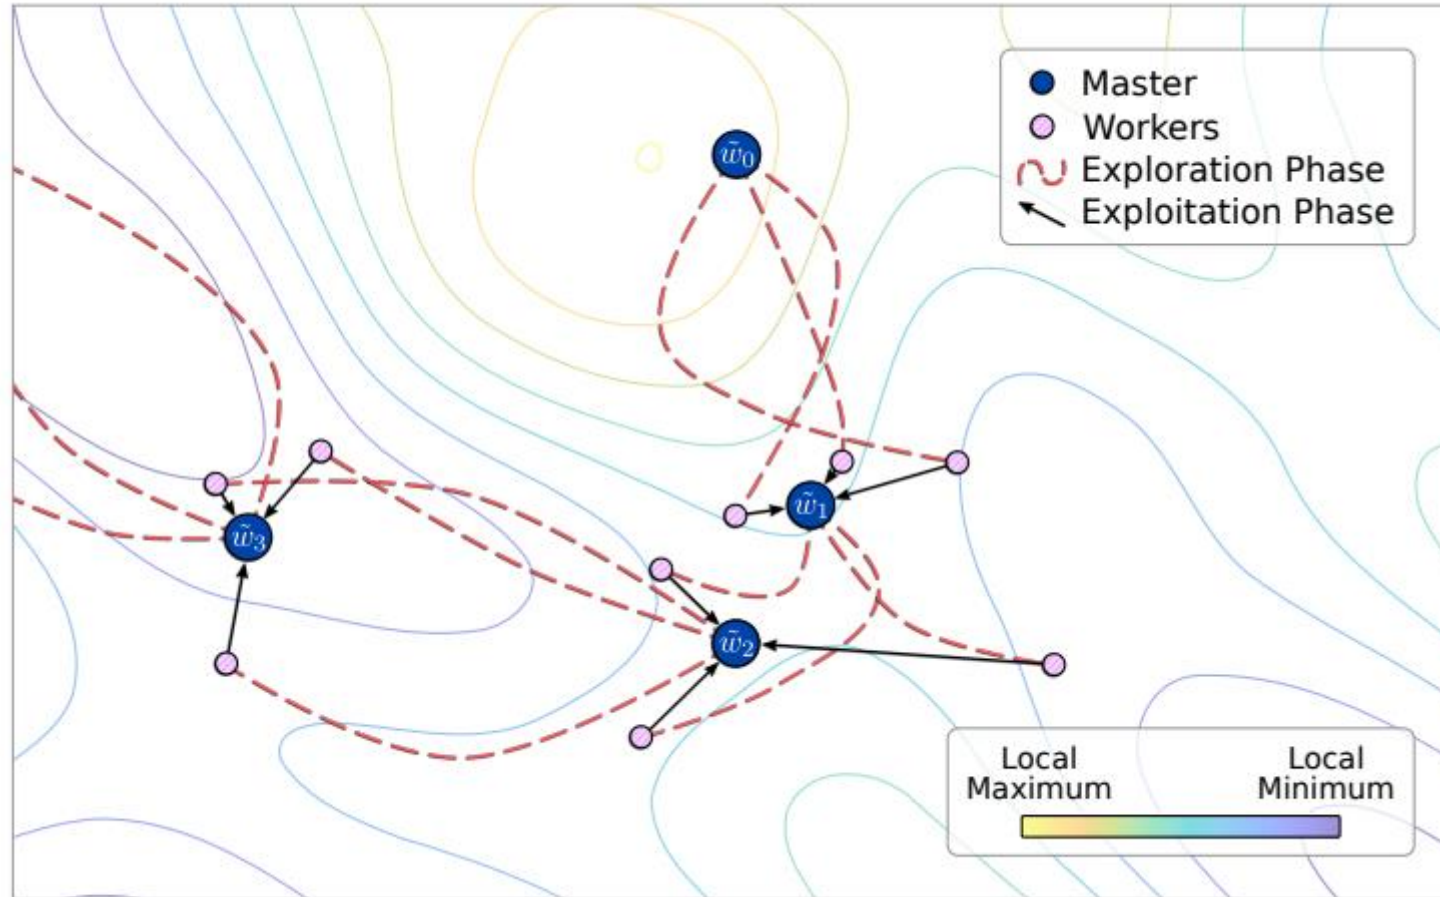 Master
Workers
Exploration Phase
Exploitation Phase
w̃₀
w̃₁
w̃₃
w̃₂
Local Maximum
Local Minimum